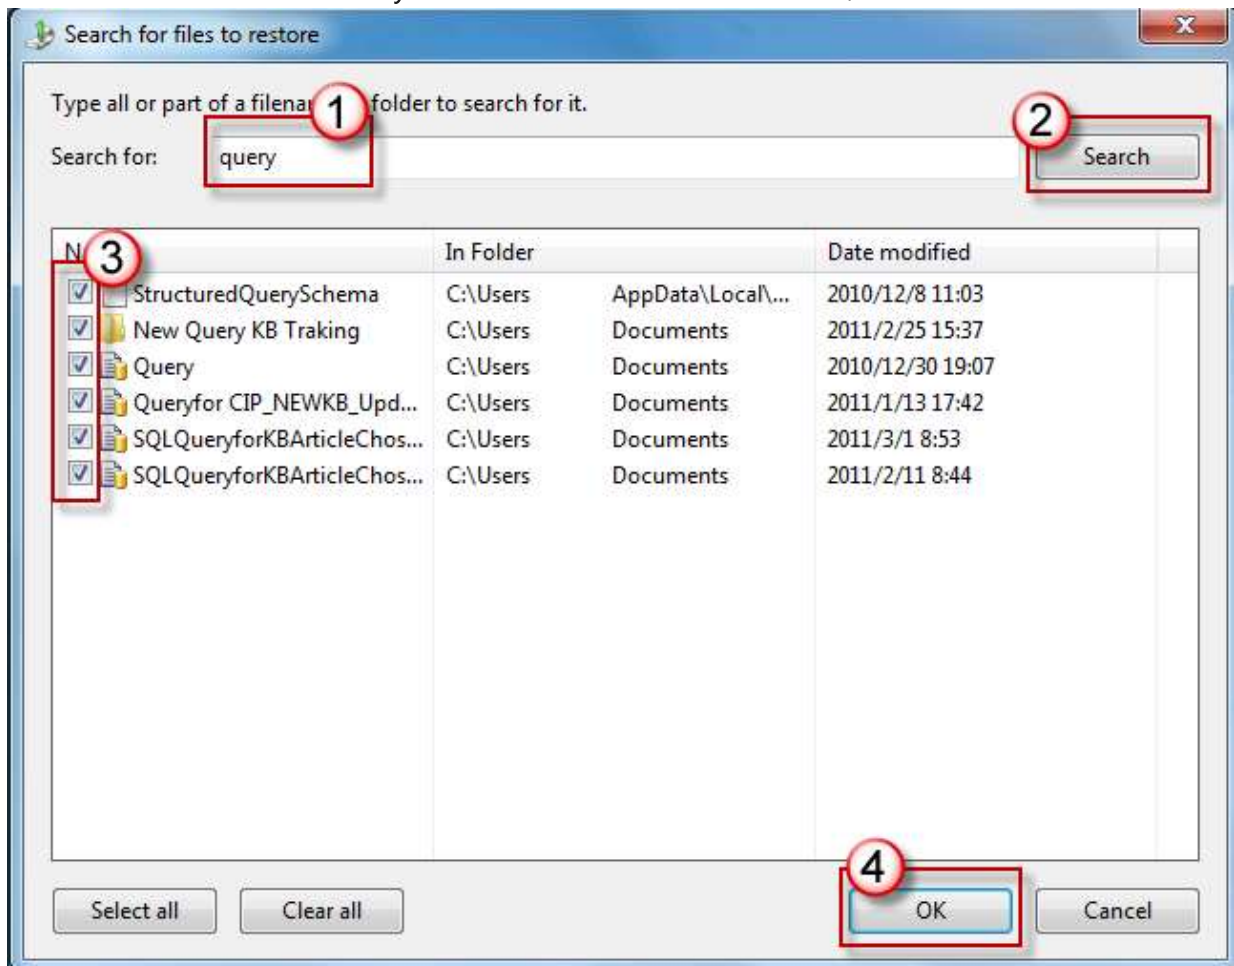 Search for files to restore
Type all or part of a filena 1 folder to search for it.
2
Search for: query Search
N 3 In Folder Date modified
StructuredQuerySchema C:\Users AppData\Local\... 2010/12/8 11:03
New Query KB Traking C:\Users Documents 2011/2/25 15:37
Query C:\Users Documents 2010/12/30 19:07
Queryfor CIP_NEWKB_Upd... C:\Users Documents 2011/1/13 17:42
SQLQueryforKBArticleChos... C:\Users Documents 2011/3/1 8:53
SQLQueryforKBArticleChos... C:\Users Documents 2011/2/11 8:44
4
Select all Clear all OK Cancel